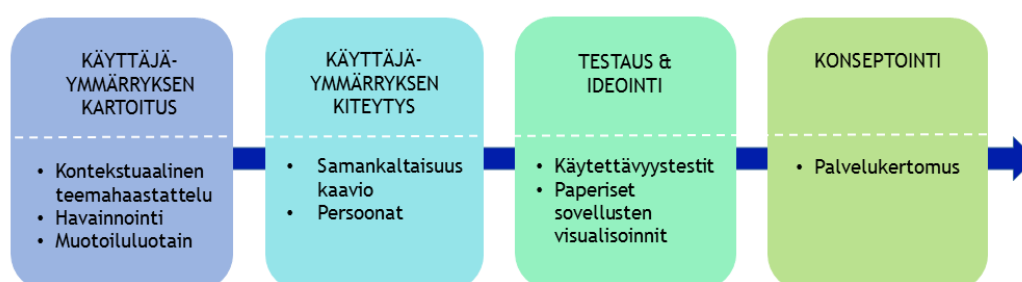 KÄYTTÄJÄ-
YMMÄRRYKSEN
KARTOITUS
• Kontekstuaalinen
teemahaastattelu
• Havainnointi
• Muotoiluluotain
KÄYTTÄJÄ-
YMMÄRRYKSEN
KITEYTYS
• Samankaltaisuus
kaavio
• Persoonat
TESTAUS &
IDEOINTI
• Käytettävyystestit
• Paperiset
sovellusten
visualisoinnit
KONSEPTOINTI
• Palvelukertomus